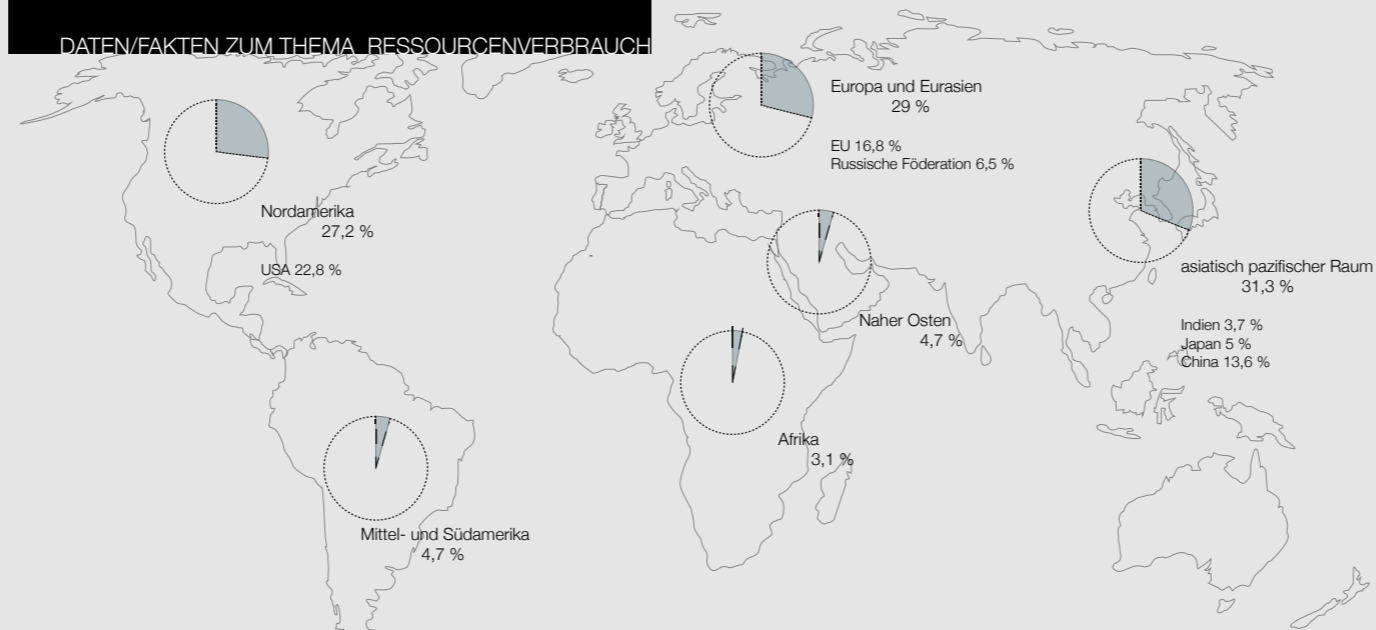 DATEN/FAKTEN ZUM THEMA RESSOURCENVERBRAUCH
Europa und Eurasien
29 %
EU 16,8 %
Russische Föderation 6,5 %
Nordamerika
27,2 %
USA 22,8 %
asiatisch pazifischer Raum
31,3 %
Indien 3,7 %
Japan 5 %
China 13,6 %
Naher Osten
4,7 %
Afrika
3,1 %
Mittel- und Südamerika
4,7 %